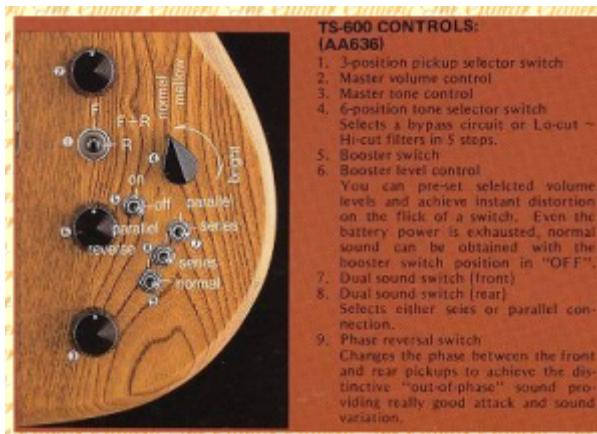 TS-600 CONTROLS:
(AA636)
1. 3-position pickup selector switch
2. Master volume control
3. Master tone control
4. 6-position tone selector switch
Selects a bypass circuit or Lo-cut ~
Hi-cut filters in 5 steps.
5. Booster switch
6. Booster level control
You can pre-set selelcted volume
levels and achieve instant distortion
on the flick of a switch. Even the
battery power is exhausted, normal
sound can be obtained with the
booster switch position in "OFF".
7. Dual sound switch (front)
8. Dual sound switch (rear)
Selects either seies or parallel con-
nection.
9. Phase reversal switch
Changes the phase between the front
and rear pickups to achieve the dis-
tinctive "out-of-phase" sound pro-
viding really good attack and sound
variation.
normal
mellow
bright
F
F+R
R
on
off
parallel
series
parallel
reverse
series
normal